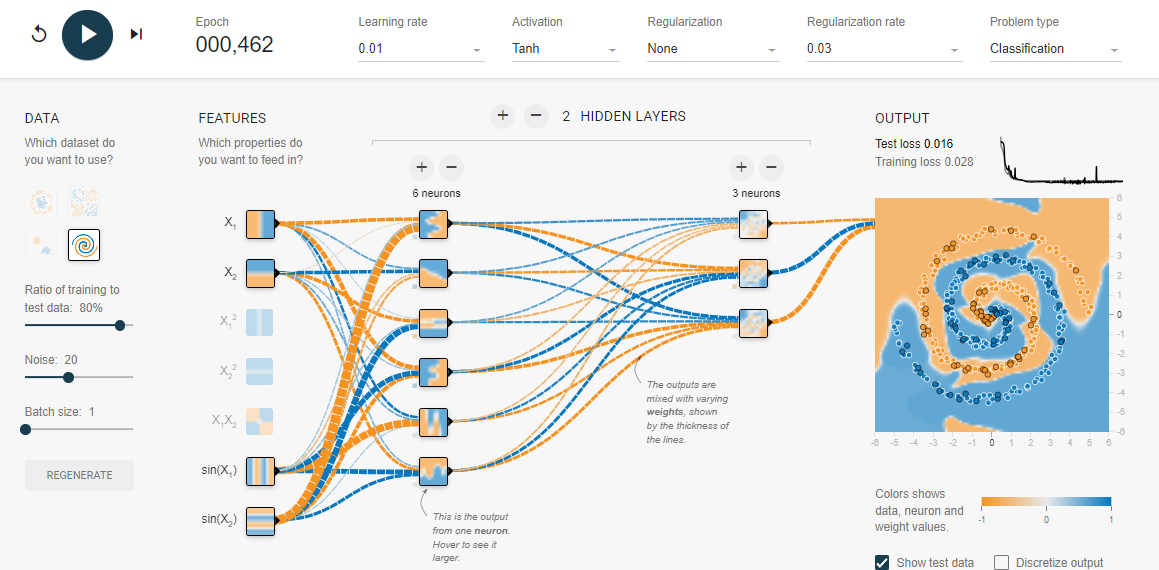 Epoch
000,462
Learning rate
0.01
Activation
Tanh
Regularization
None
Regularization rate
0.03
Problem type
Classification
DATA
Which dataset do
you want to use?
Ratio of training to
test data: 80%
Noise: 20
Batch size: 1
REGENERATE
FEATURES
Which properties do
you want to feed in?
X₁
X₂
X₁²
X₂²
X₁X₂
sin(X₁)
sin(X₂)
+ − 2 HIDDEN LAYERS
+ −
6 neurons
+ −
3 neurons
This is the output
from one neuron.
Hover to see it
larger.
The outputs are
mixed with varying
weights, shown
by the thickness of
the lines.
OUTPUT
Test loss 0.016
Training loss 0.028
6
5
4
3
2
1
0
-1
-2
-3
-4
-5
-6
-6 -5 -4 -3 -2 -1 0 1 2 3 4 5 6
Colors shows
data, neuron and
weight values.
-1 0 1
Show test data
Discretize output